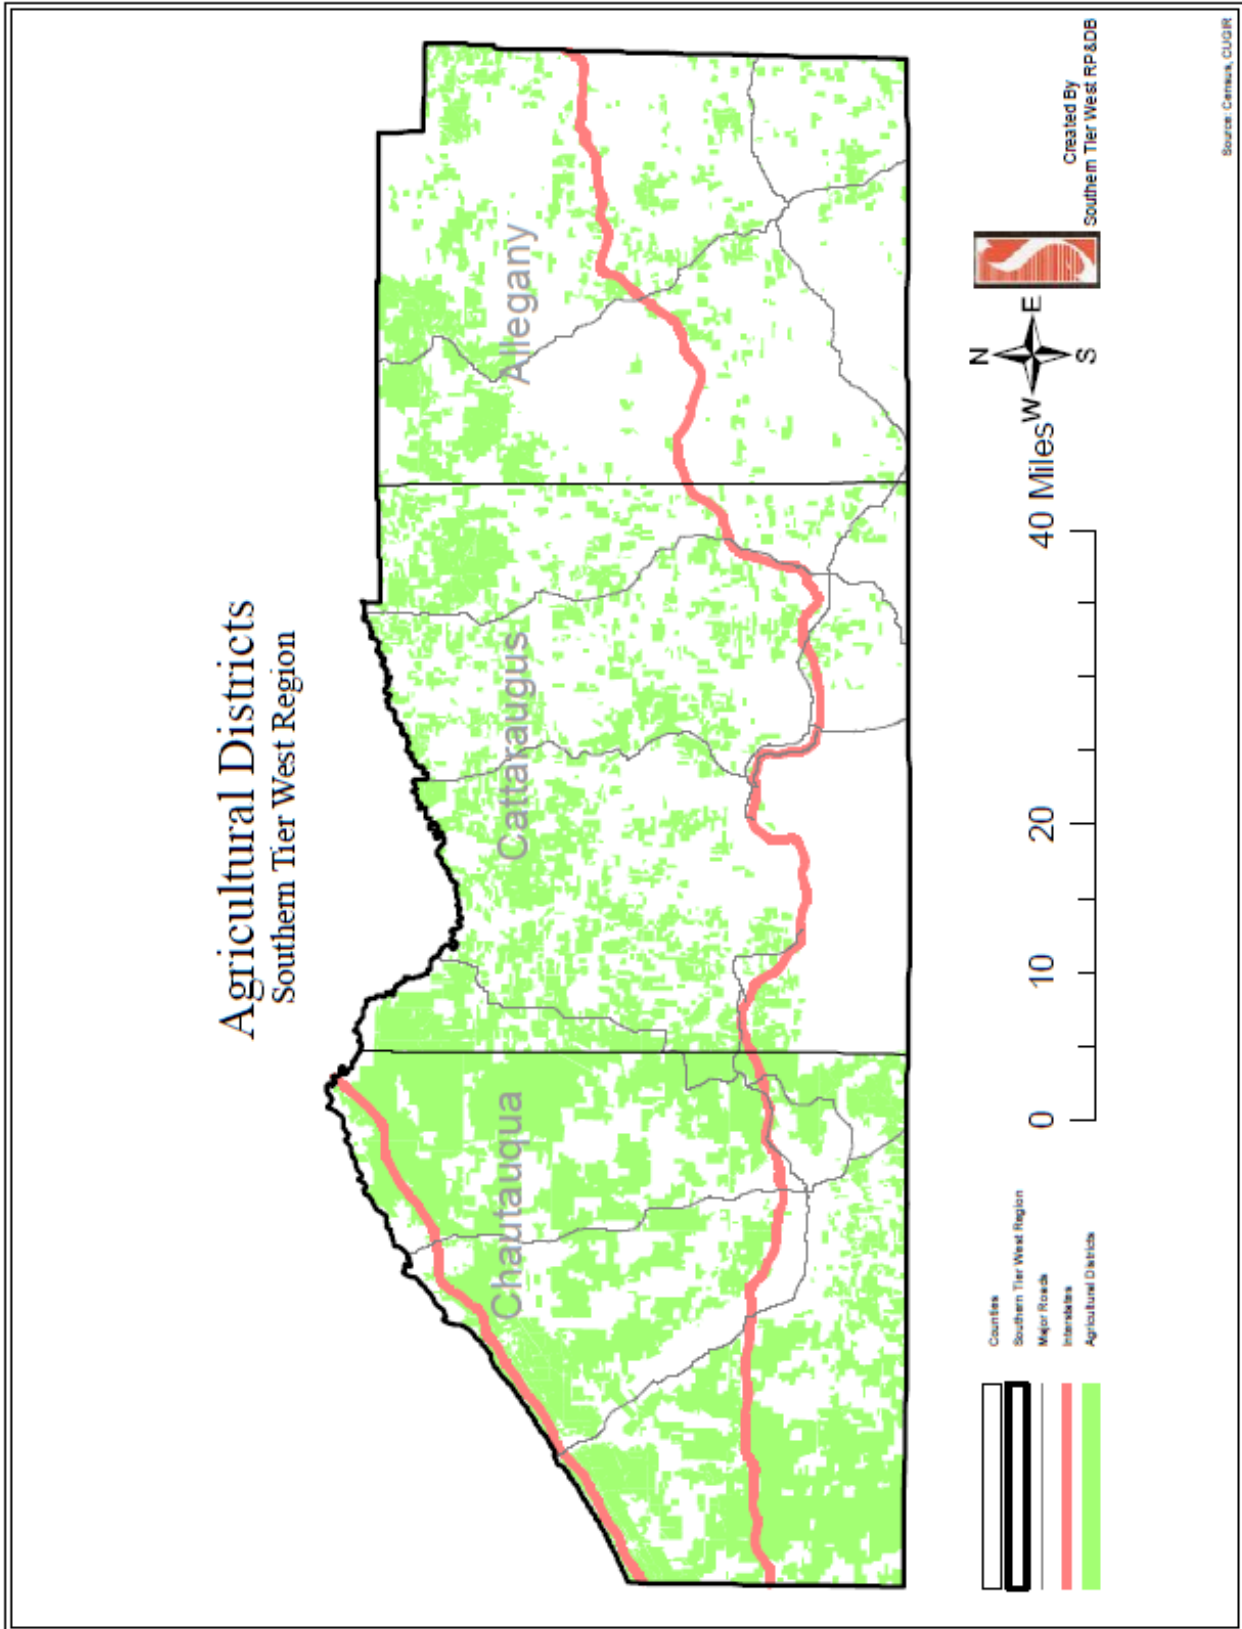 Agricultural Districts
Southern Tier West Region
Chautauqua
Cattaraugus
Allegany
Counties
Southern Tier West Region
Major Roads
Interstates
Agricultural Districts
0
10
20
40 Miles
N
W
E
S
Created By
Southern Tier West RP&DB
Source: Census, CUGIR